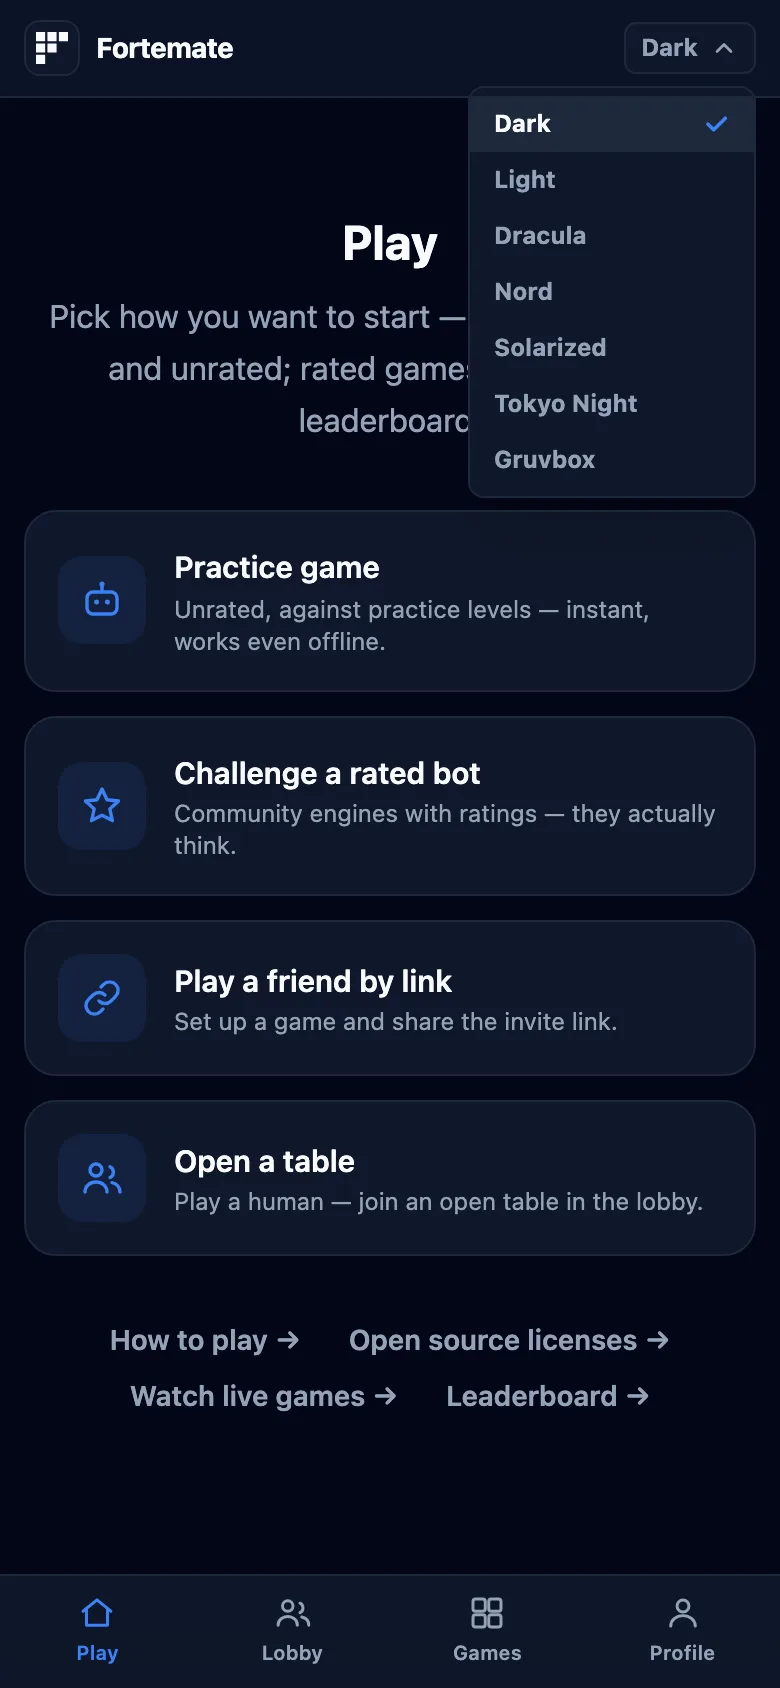 Fortemate
Dark
Dark
Light
Dracula
Nord
Solarized
Tokyo Night
Gruvbox
Play
Pick how you want to start —
and unrated; rated games
leaderboard
Practice game
Unrated, against practice levels — instant,
works even offline.
Challenge a rated bot
Community engines with ratings — they actually
think.
Play a friend by link
Set up a game and share the invite link.
Open a table
Play a human — join an open table in the lobby.
How to play → Open source licenses →
Watch live games → Leaderboard →
Play Lobby Games Profile